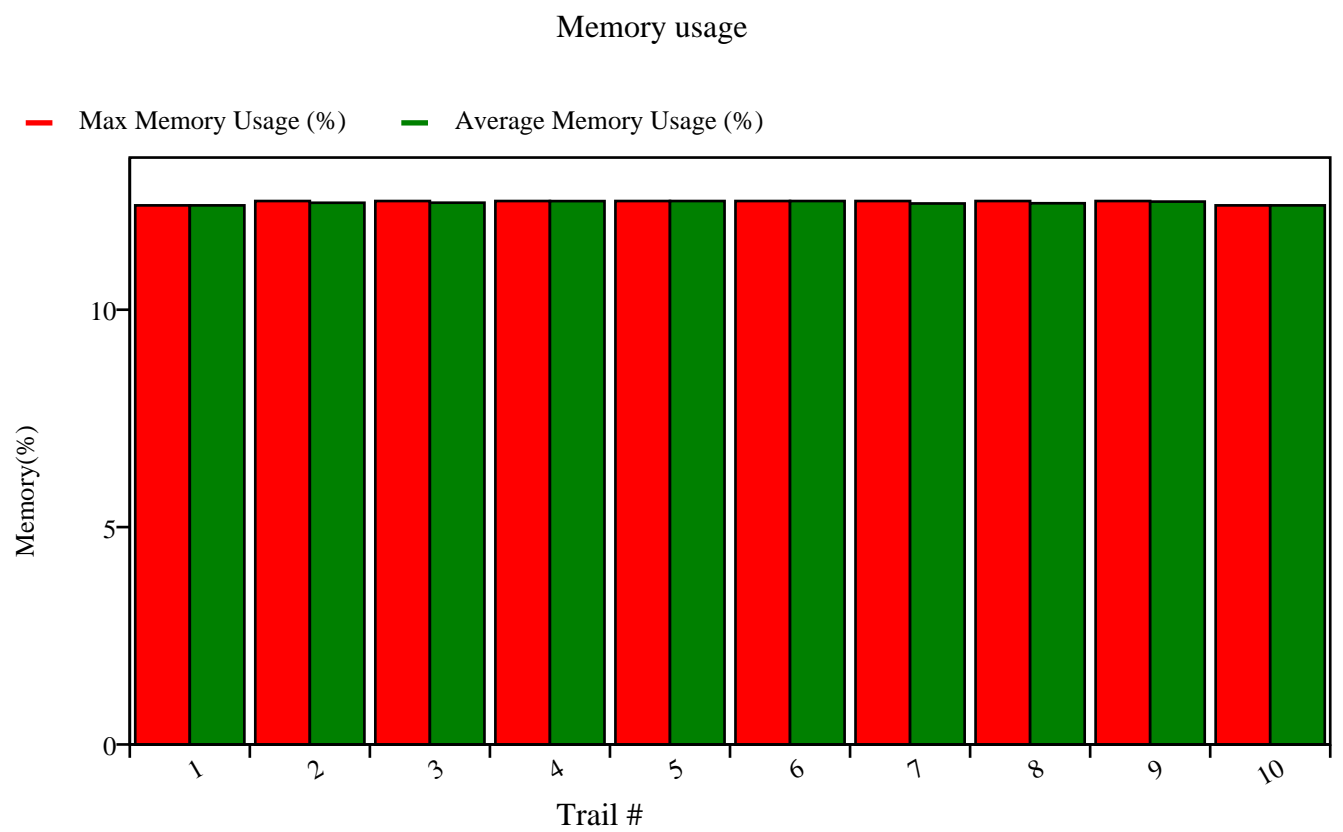 Memory usage
Max Memory Usage (%) Average Memory Usage (%)
10
5
0
Memory(%)
1 2 3 4 5 6 7 8 9 10
Trail #